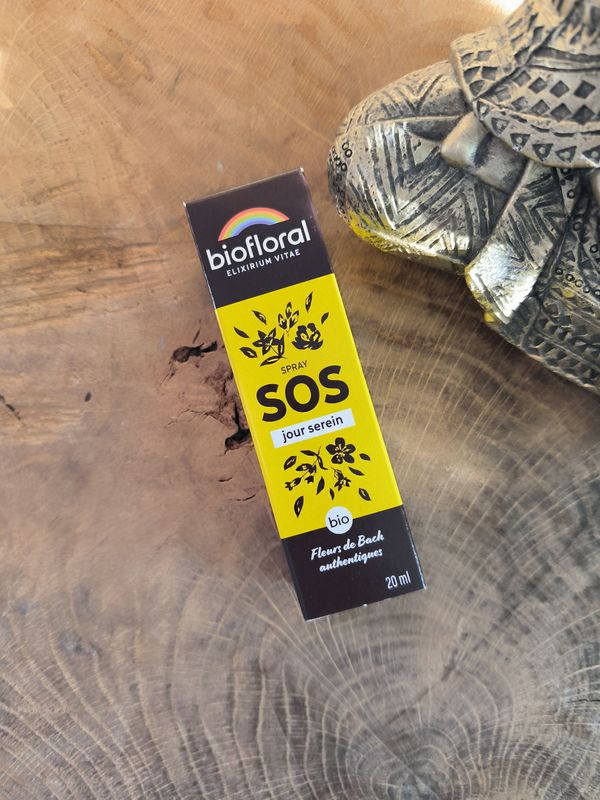 biofloral
ELIXIRIUM VITAE
SPRAY
SOS
jour serein
bio
Fleurs de Bach
authentiques
20 ml